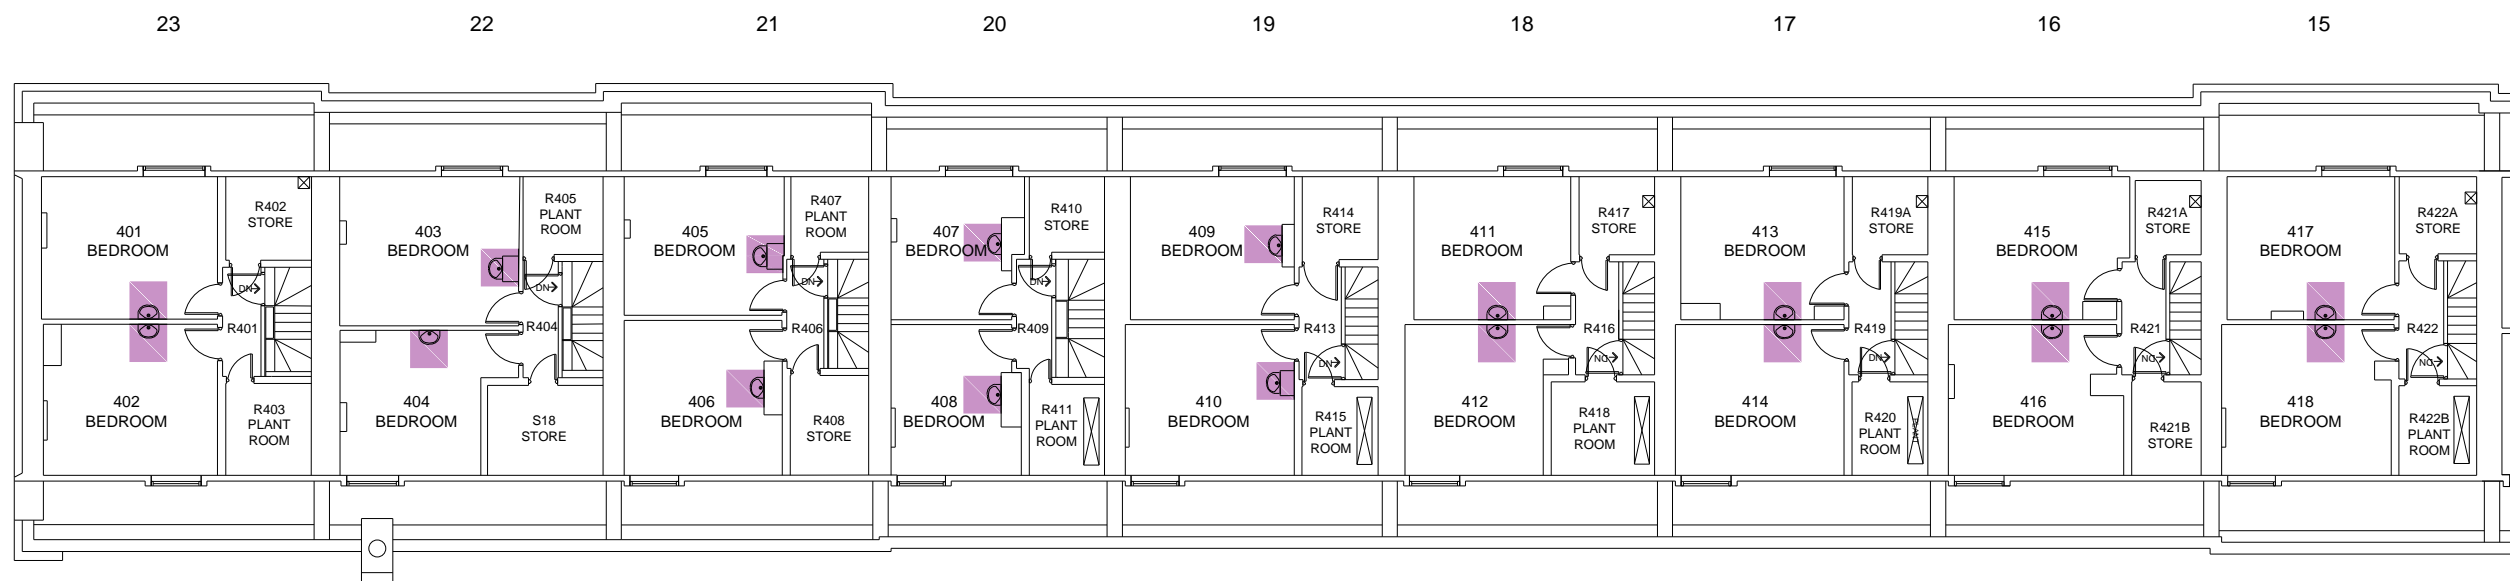 23
22
21
20
19
18
17
16
15
401
BEDROOM
R402
STORE
403
BEDROOM
R405
PLANT
ROOM
405
BEDROOM
R407
PLANT
ROOM
407
BEDROOM
R410
STORE
409
BEDROOM
R414
STORE
411
BEDROOM
R417
STORE
413
BEDROOM
R419A
STORE
415
BEDROOM
R421A
STORE
417
BEDROOM
R422A
STORE
DN
DN
DN
DN
R401
R404
R406
R409
R413
R416
R419
R421
R422
DN
NG
DN
NG
NG
402
BEDROOM
R403
PLANT
ROOM
404
BEDROOM
S18
STORE
406
BEDROOM
R408
STORE
408
BEDROOM
R411
PLANT
ROOM
410
BEDROOM
R415
PLANT
ROOM
412
BEDROOM
R418
PLANT
ROOM
414
BEDROOM
R420
PLANT
ROOM
416
BEDROOM
R421B
STORE
418
BEDROOM
R422B
PLANT
ROOM